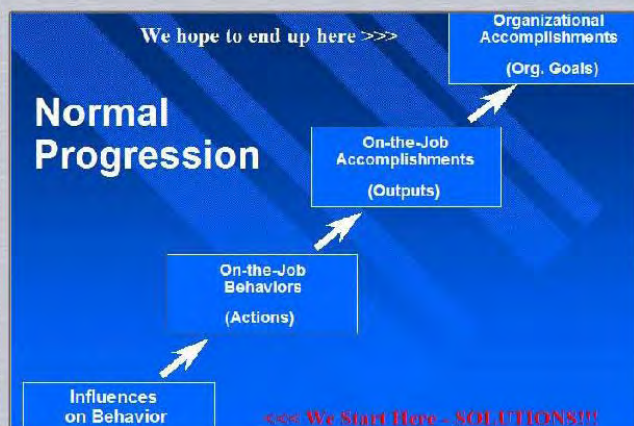 We hope to end up here >>>
Organizational
Accomplishments
(Org. Goals)
Normal
Progression
On-the-Job
Accomplishments
(Outputs)
On-the-Job
Behaviors
(Actions)
Influences
on Behavior
<<< We Start Here - SOLUTIONS!!!